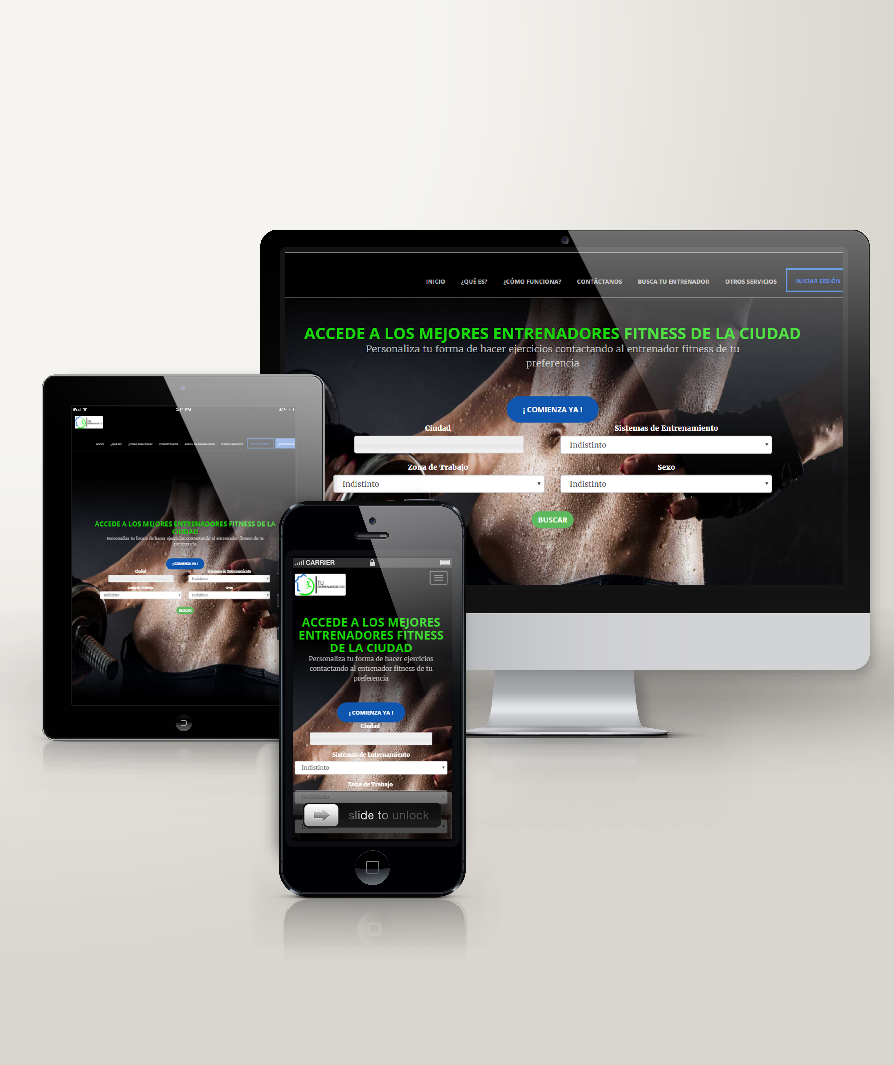 INICIO ¿QUÉ ES? ¿CÓMO FUNCIONA? CONTÁCTANOS BUSCA TU ENTRENADOR OTROS SERVICIOS INICIAR SESIÓN
ACCEDE A LOS MEJORES ENTRENADORES FITNESS DE LA CIUDAD
Personaliza tu forma de hacer ejercicios contactando al entrenador fitness de tu
preferencia
¡ COMIENZA YA !
Ciudad Sistemas de Entrenamiento
Indistinto
Zona de Trabajo Sexo
Indistinto Indistinto
BUSCAR
iPod
ACCEDE A LOS MEJORES ENTRENADORES FITNESS DE LA
CIUDAD
Personaliza tu forma de hacer ejercicios contactando al entrenador fitness de tu
preferencia
¡COMIENZA YA!
Ciudad Sistemas de Entrenamiento
Indistinto
Zona de Trabajo Sexo
Indistinto Indistinto
BUSCAR
CARRIER
TU
ENTRENADOR
ACCEDE A LOS MEJORES
ENTRENADORES FITNESS
DE LA CIUDAD
Personaliza tu forma de hacer ejercicios
contactando al entrenador fitness de tu
preferencia
¡ COMIENZA YA !
Ciudad
Sistemas de Entrenamiento
Indistinto
Zona de Trabajo
Indistinto
slide to unlock